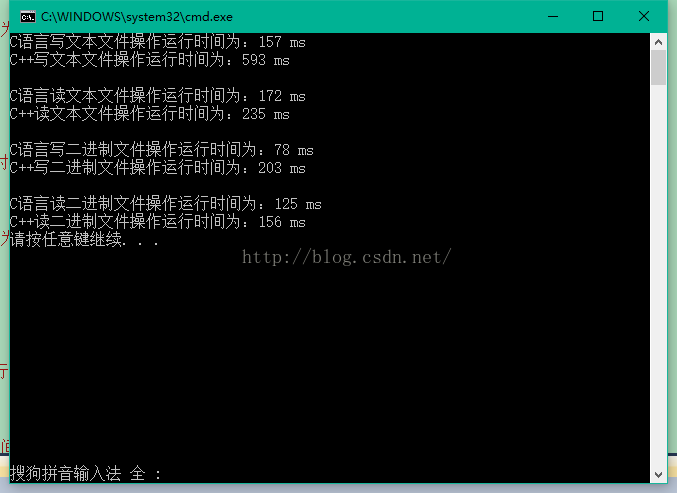 C:\WINDOWS\system32\cmd.exe
C语言写文本文件操作运行时间为：157 ms
C++写文本文件操作运行时间为：593 ms
C语言读文本文件操作运行时间为：172 ms
C++读文本文件操作运行时间为：235 ms
C语言写二进制文件操作运行时间为：78 ms
C++写二进制文件操作运行时间为：203 ms
C语言读二进制文件操作运行时间为：125 ms
C++读二进制文件操作运行时间为：156 ms
请按任意键继续. . .
http://blog.csdn.net/
搜狗拼音输入法 全 :